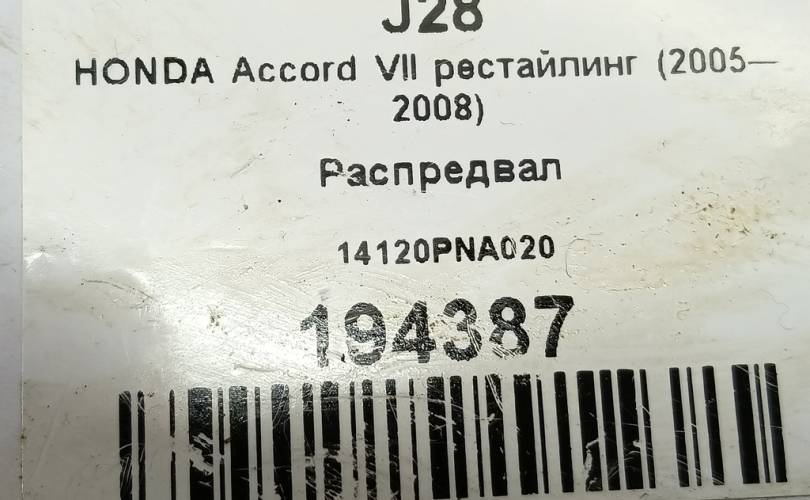 J28
HONDA Accord VII рестайлинг (2005—
2008)
Распредвал
14120PNA020
194387